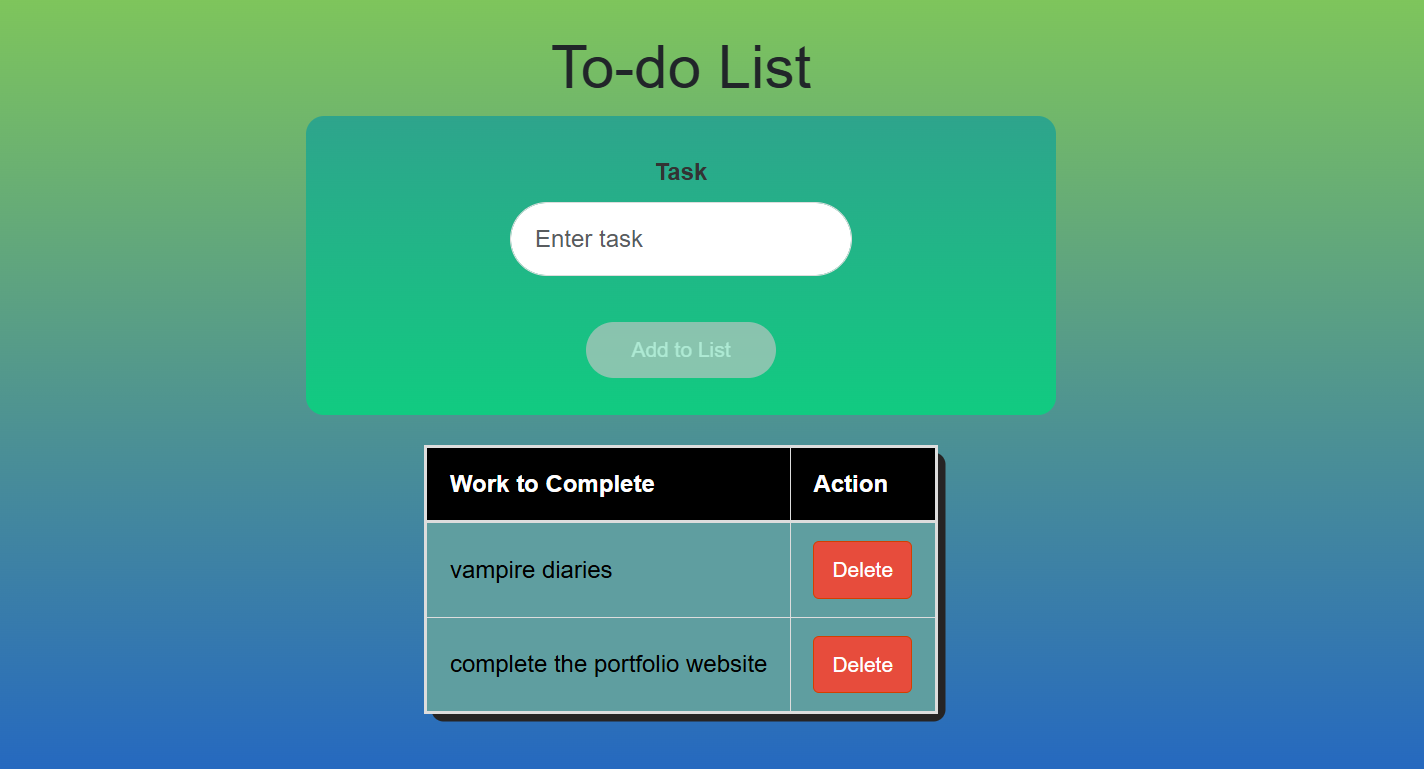 To-do List
Task
Enter task
Add to List
Work to Complete Action
vampire diaries Delete
complete the portfolio website Delete